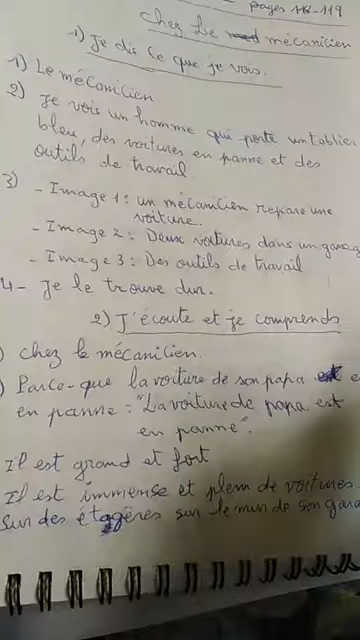 pages 118-119
Chez le mécanicien
1) Je dis ce que je vois.
1) Le mécanicien
2) Je vois un homme qui porte un tablier
bleu, des voitures en panne et des
outils de travail.
3) - Image 1 : un mécanicien repare une
voiture.
- Image 2 : Deux voitures dans un garag
- Image 3 : Des outils de travail
4- Je le trouve dur.
2) J'écoute et je comprends
) chez le mécanicien.
) Parce-que la voiture de son papa e
en panne : "La voiture de papa est
en panne".
Il est grand et fort
Il est immense et plein de voitures.
Sur des étagères sur le mur de son gara